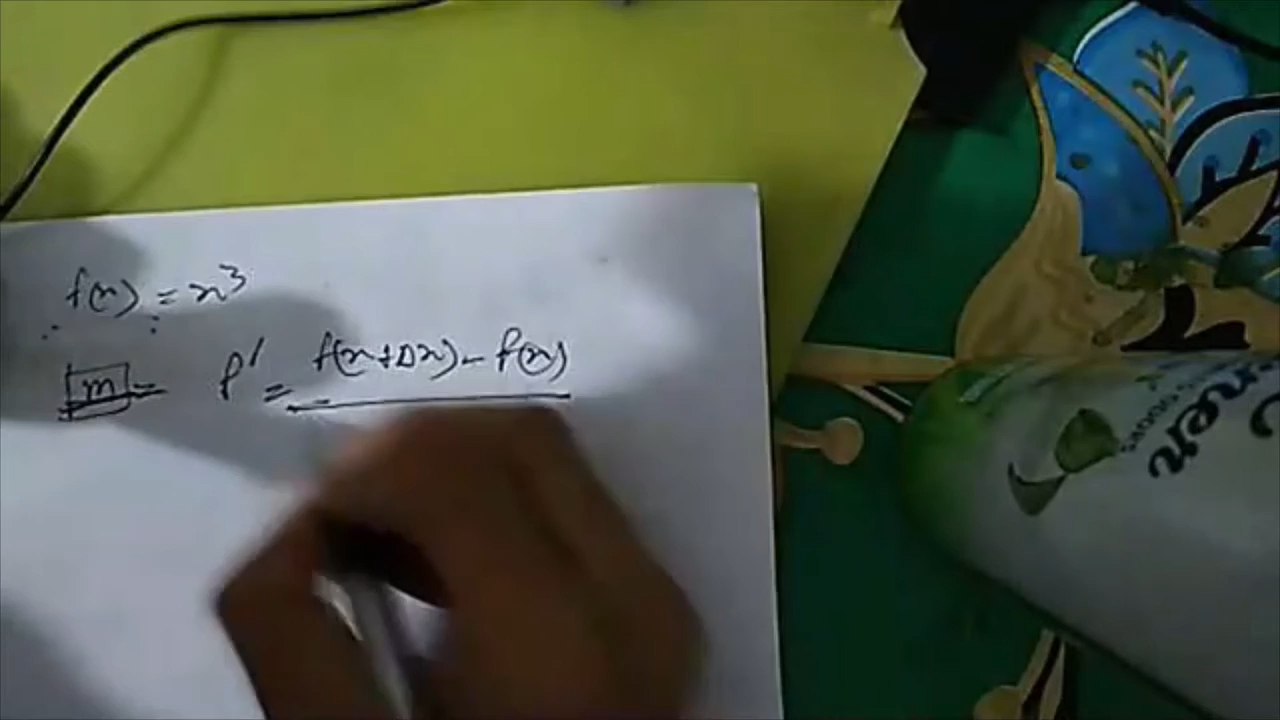 f(x) = x³
m = f' = f(x+Δx) - f(x)